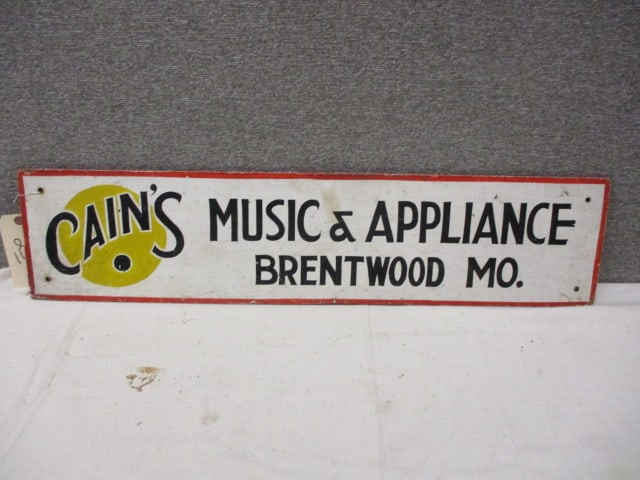 CAIN'S MUSIC & APPLIANCE
BRENTWOOD MO.